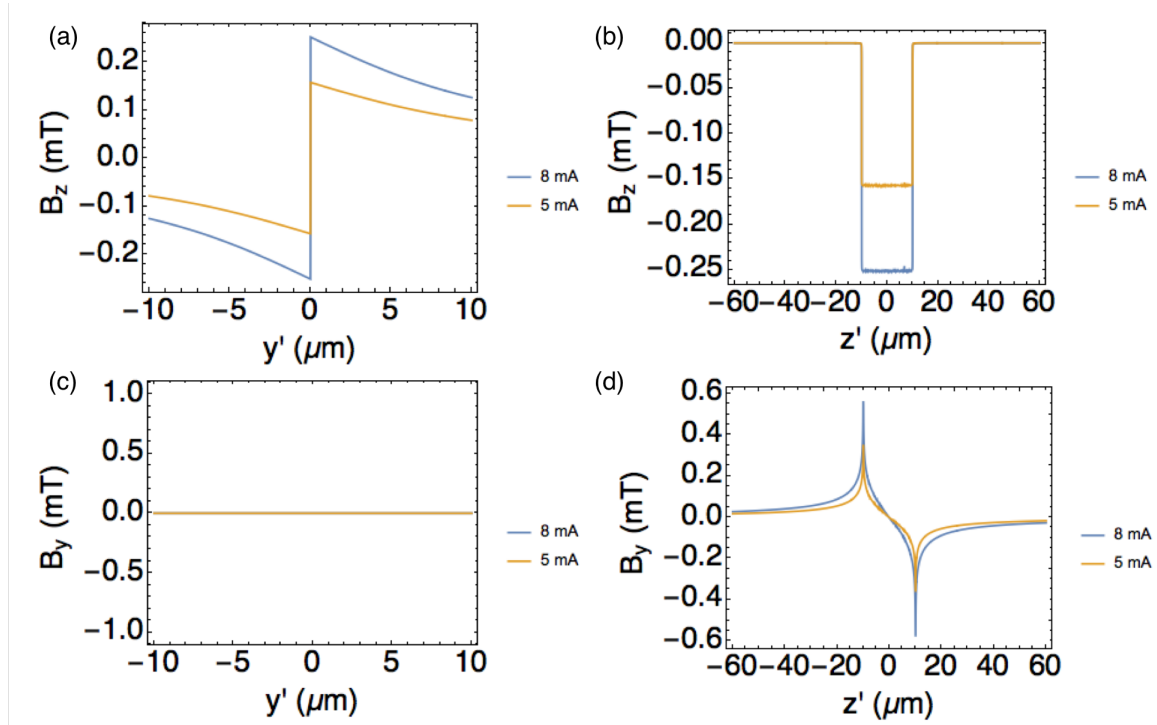 (a)
0.2
0.1
0.0
−0.1
−0.2
B_z (mT)
−10 −5 0 5 10
y' (μm)
8 mA
5 mA
(b)
0.00
−0.05
−0.10
−0.15
−0.20
−0.25
B_z (mT)
−60 −40 −20 0 20 40 60
z' (μm)
8 mA
5 mA
(c)
1.0
0.5
0.0
−0.5
−1.0
B_y (mT)
−10 −5 0 5 10
y' (μm)
8 mA
5 mA
(d)
0.6
0.4
0.2
0.0
−0.2
−0.4
−0.6
B_y (mT)
−60 −40 −20 0 20 40 60
z' (μm)
8 mA
5 mA